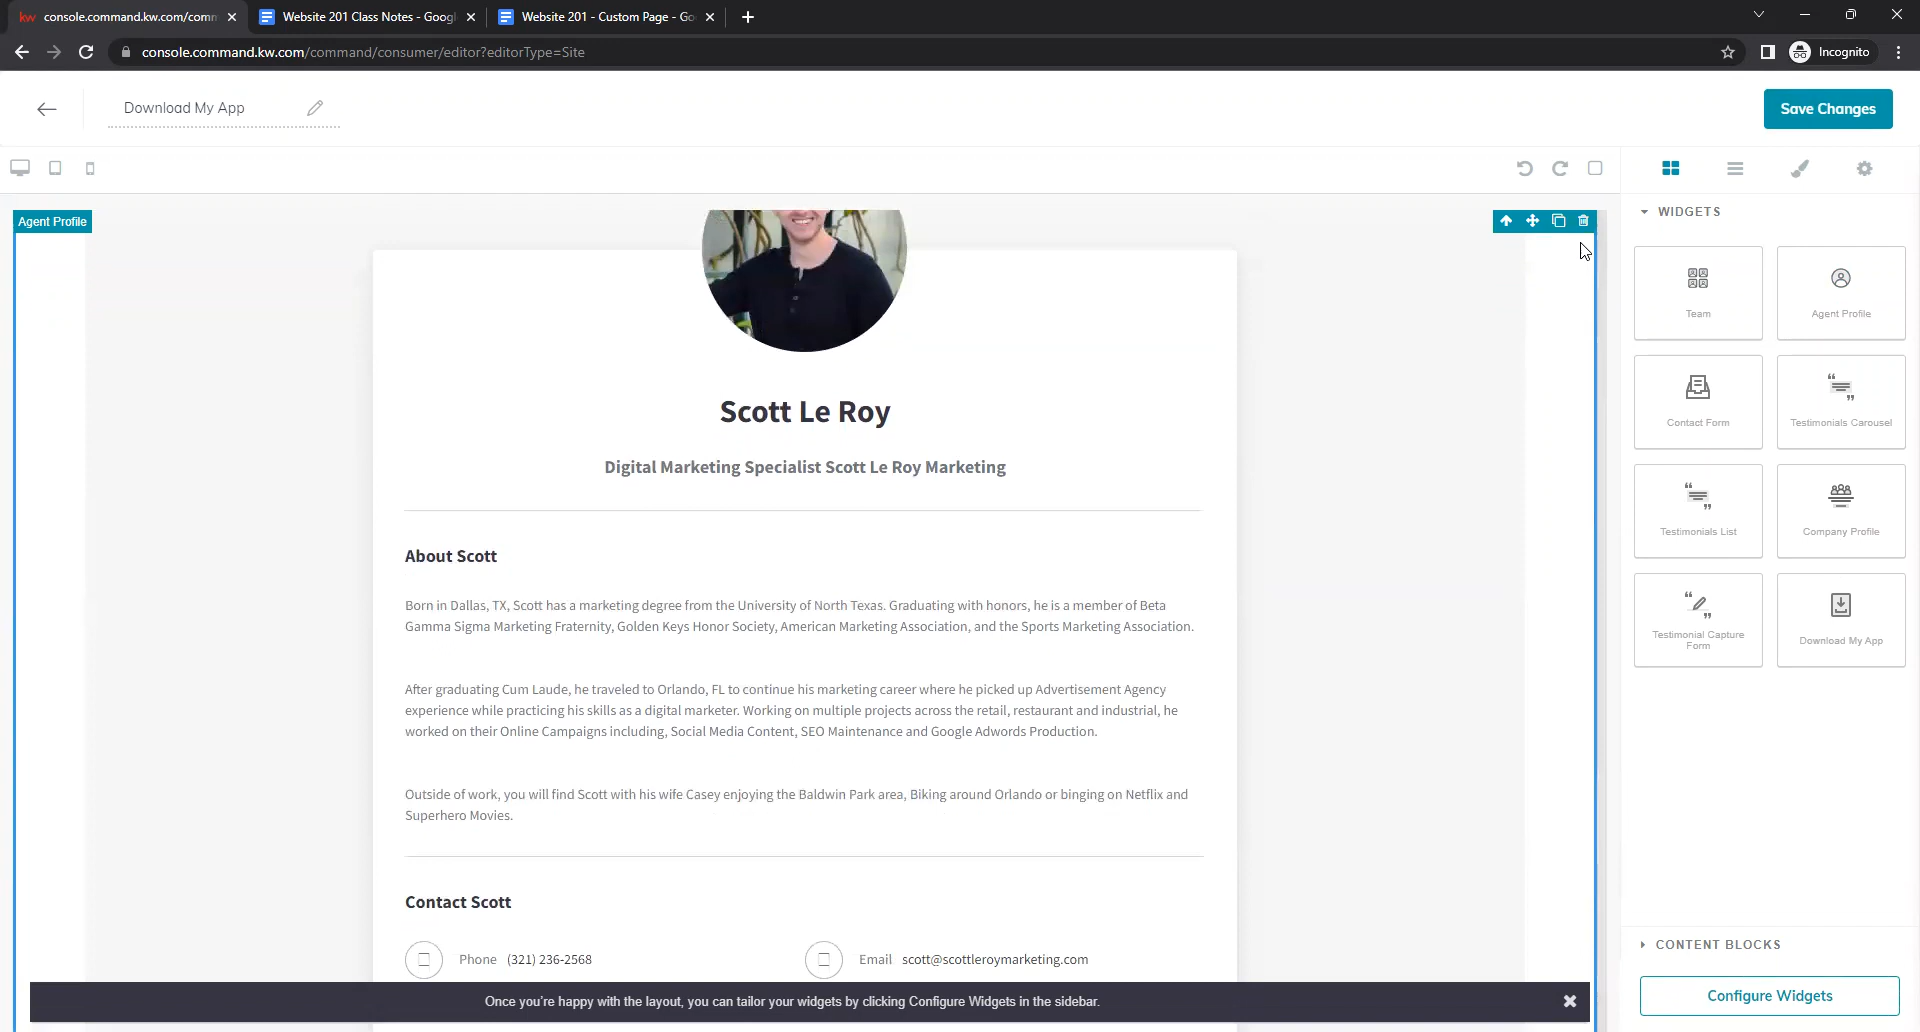 kw console.command.kw.com/comm
Website 201 Class Notes - Googl
Website 201 - Custom Page - Go
console.command.kw.com/command/consumer/editor?editorType=Site
Incognito
Download My App
Save Changes
Agent Profile
WIDGETS
Team
Agent Profile
Contact Form
Testimonials Carousel
Testimonials List
Company Profile
Testimonial Capture
Form
Download My App
Scott Le Roy
Digital Marketing Specialist Scott Le Roy Marketing
About Scott
Born in Dallas, TX, Scott has a marketing degree from the University of North Texas. Graduating with honors, he is a member of Beta
Gamma Sigma Marketing Fraternity, Golden Keys Honor Society, American Marketing Association, and the Sports Marketing Association.
After graduating Cum Laude, he traveled to Orlando, FL to continue his marketing career where he picked up Advertisement Agency
experience while practicing his skills as a digital marketer. Working on multiple projects across the retail, restaurant and industrial, he
worked on their Online Campaigns including, Social Media Content, SEO Maintenance and Google Adwords Production.
Outside of work, you will find Scott with his wife Casey enjoying the Baldwin Park area, Biking around Orlando or binging on Netflix and
Superhero Movies.
Contact Scott
Phone (321) 236-2568
Email scott@scottleroymarketing.com
CONTENT BLOCKS
Configure Widgets
Once you're happy with the layout, you can tailor your widgets by clicking Configure Widgets in the sidebar.